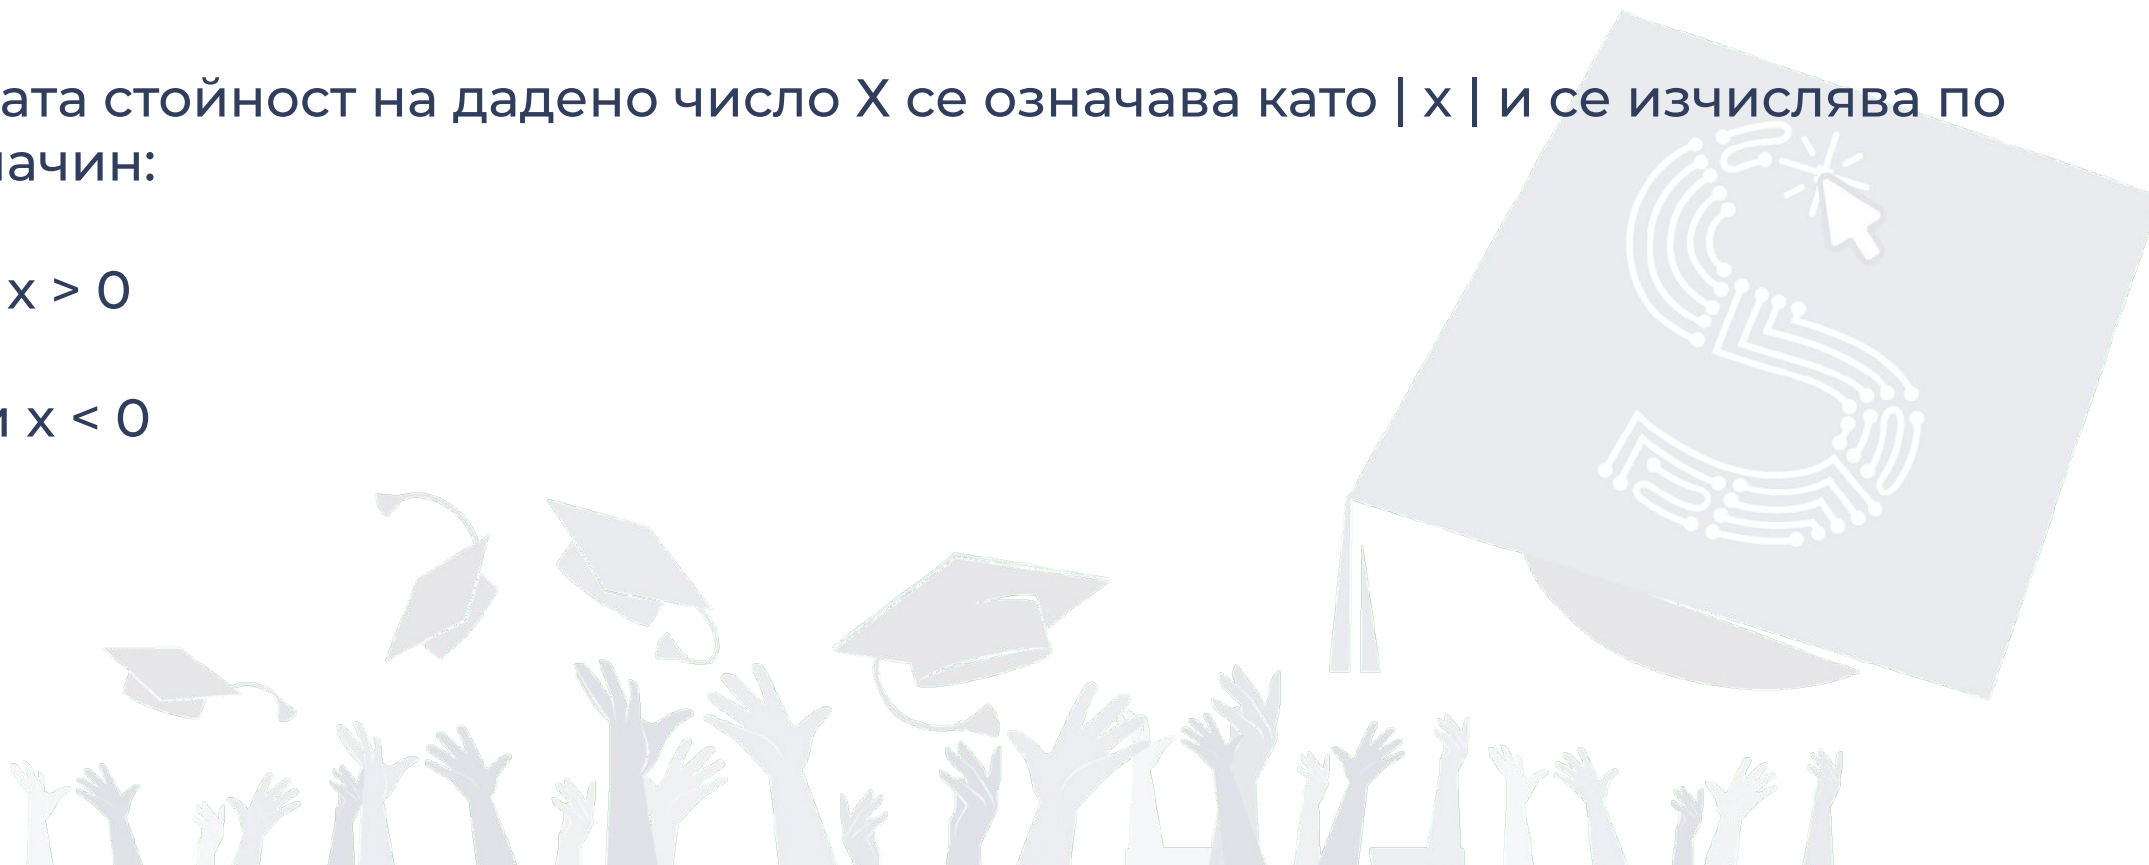 ата стойност на дадено число X се означава като | x | и се изчислява по
ачин:
x > 0
и x < 0